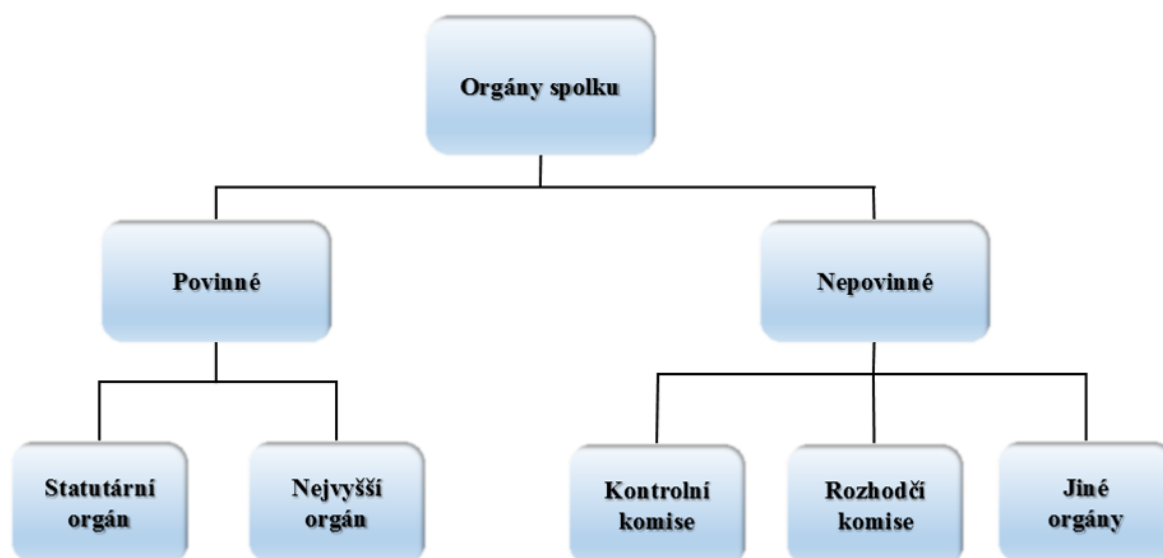 Orgány spolku
Povinné
Nepovinné
Statutární
orgán
Nejvyšší
orgán
Kontrolní
komise
Rozhodčí
komise
Jiné
orgány